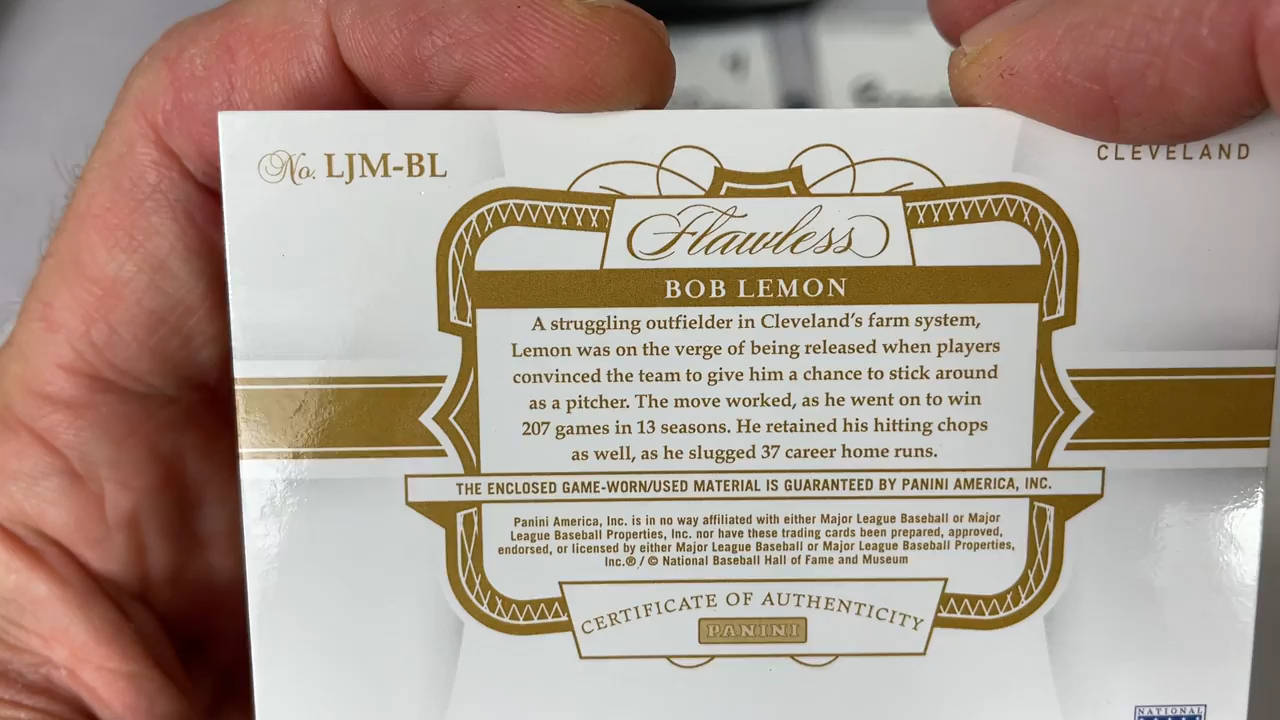 No. LJM-BL
CLEVELAND
Flawless
BOB LEMON
A struggling outfielder in Cleveland's farm system,
Lemon was on the verge of being released when players
convinced the team to give him a chance to stick around
as a pitcher. The move worked, as he went on to win
207 games in 13 seasons. He retained his hitting chops
as well, as he slugged 37 career home runs.
THE ENCLOSED GAME-WORN/USED MATERIAL IS GUARANTEED BY PANINI AMERICA, INC.
Panini America, Inc. is in no way affiliated with either Major League Baseball or Major
League Baseball Properties, Inc. nor have these trading cards been prepared, approved,
endorsed, or licensed by either Major League Baseball or Major League Baseball Properties,
Inc.® / © National Baseball Hall of Fame and Museum
CERTIFICATE OF AUTHENTICITY
PANINI
NATIONAL